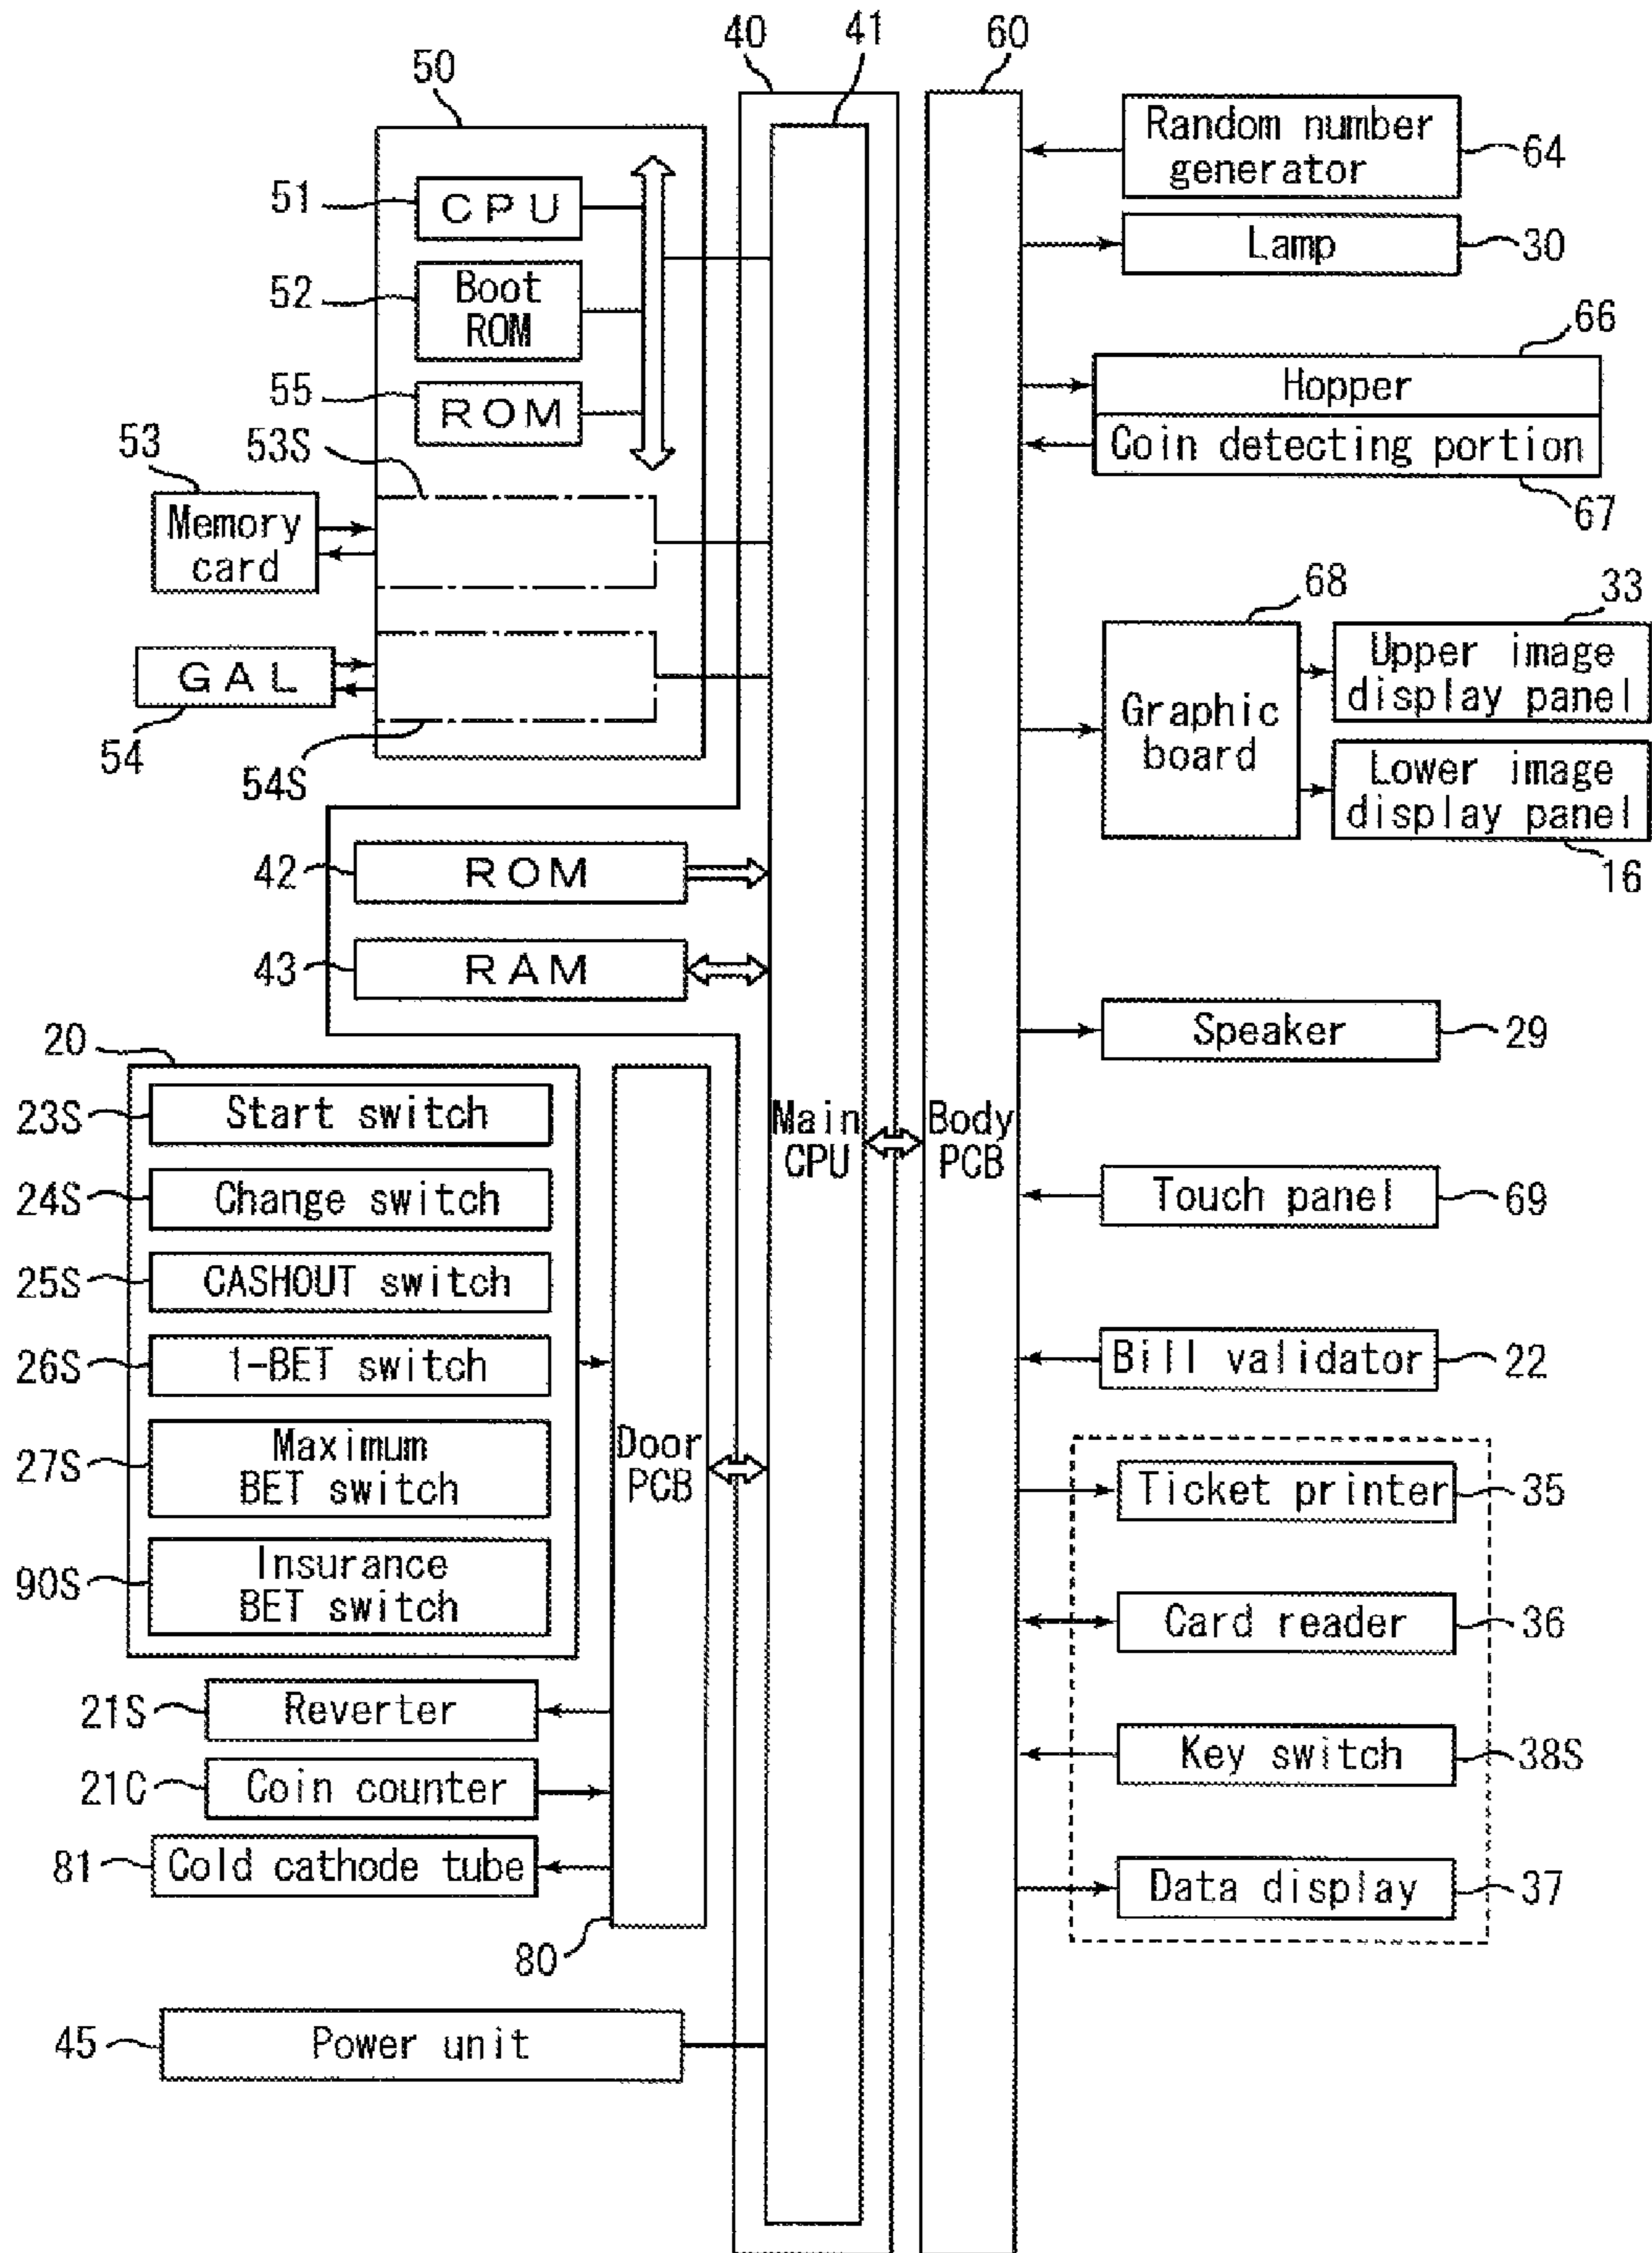 40
41
60
50
Random number
generator
64
51
CPU
Lamp
30
52
Boot
ROM
66
55
ROM
Hopper
53
53S
Coin detecting portion
67
Memory
card
68
33
GAL
Upper image
display panel
Graphic
board
54
54S
Lower image
display panel
16
42
ROM
43
RAM
20
Speaker
29
23S
Start switch
Main
CPU
Body
PCB
24S
Change switch
Touch panel
69
25S
CASHOUT switch
26S
1-BET switch
Bill validator
22
27S
Maximum
BET switch
Door
PCB
Ticket printer
35
90S
Insurance
BET switch
Card reader
36
21S
Reverter
Key switch
38S
21C
Coin counter
81
Cold cathode tube
Data display
37
80
45
Power unit